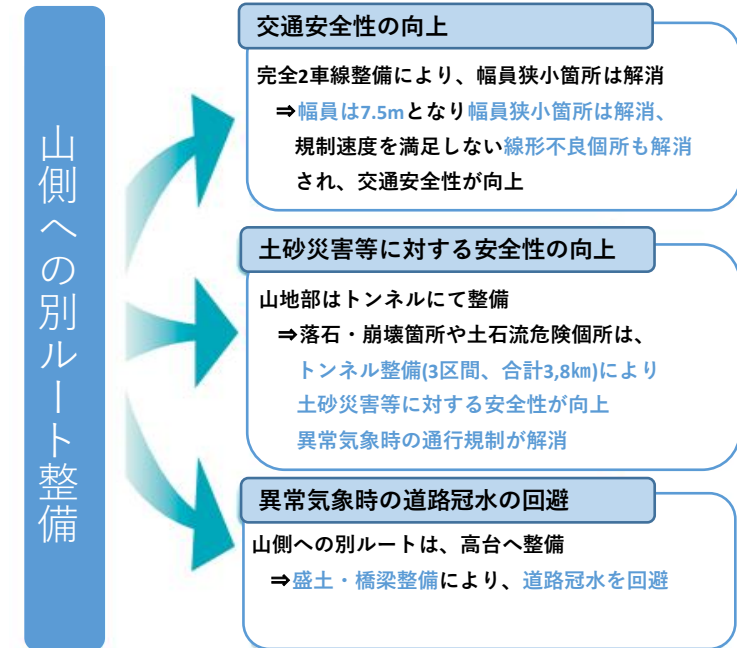 山側への別ルート整備
交通安全性の向上
完全2車線整備により、幅員狭小箇所は解消
⇒幅員は7.5mとなり幅員狭小箇所は解消、
規制速度を満足しない線形不良個所も解消
され、交通安全性が向上
土砂災害等に対する安全性の向上
山地部はトンネルにて整備
⇒落石・崩壊箇所や土石流危険個所は、
トンネル整備(3区間、合計3,8㎞)により
土砂災害等に対する安全性が向上
異常気象時の通行規制が解消
異常気象時の道路冠水の回避
山側への別ルートは、高台へ整備
⇒盛土・橋梁整備により、道路冠水を回避